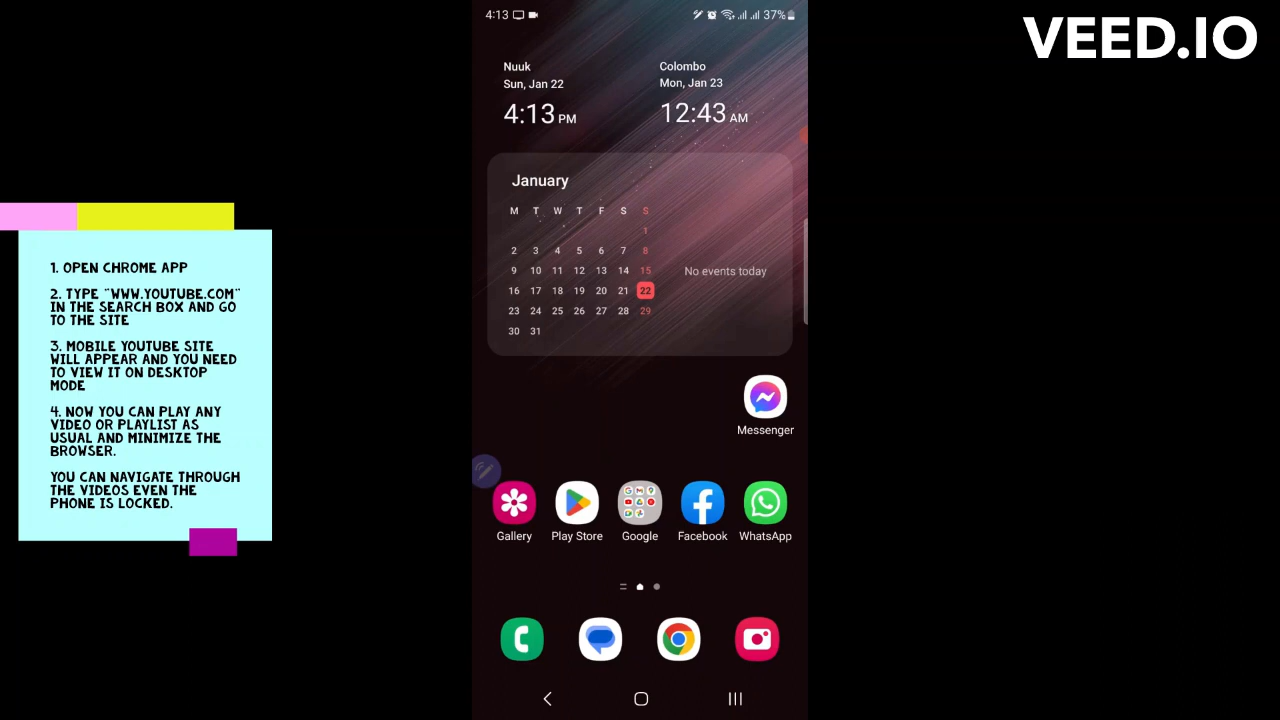 VEED.IO
1. OPEN CHROME APP
2. TYPE "WWW.YOUTUBE.COM"
IN THE SEARCH BOX AND GO
TO THE SITE
3. MOBILE YOUTUBE SITE
WILL APPEAR AND YOU NEED
TO VIEW IT ON DESKTOP
MODE
4. NOW YOU CAN PLAY ANY
VIDEO OR PLAYLIST AS
USUAL AND MINIMIZE THE
BROWSER.
YOU CAN NAVIGATE THROUGH
THE VIDEOS EVEN THE
PHONE IS LOCKED.
4:13 37%
Nuuk Colombo
Sun, Jan 22 Mon, Jan 23
4:13 PM 12:43 AM
January
M T W T F S S
1
2 3 4 5 6 7 8
9 10 11 12 13 14 15
16 17 18 19 20 21 22
23 24 25 26 27 28 29
30 31
No events today
Messenger
Gallery Play Store Google Facebook WhatsApp